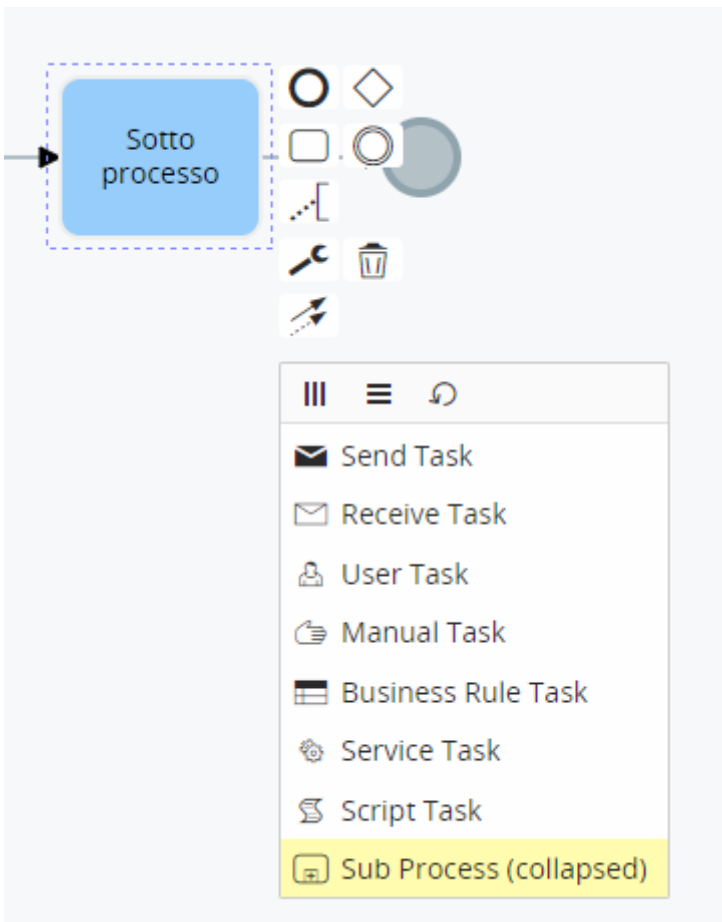 Sotto
processo
Send Task
Receive Task
User Task
Manual Task
Business Rule Task
Service Task
Script Task
Sub Process (collapsed)